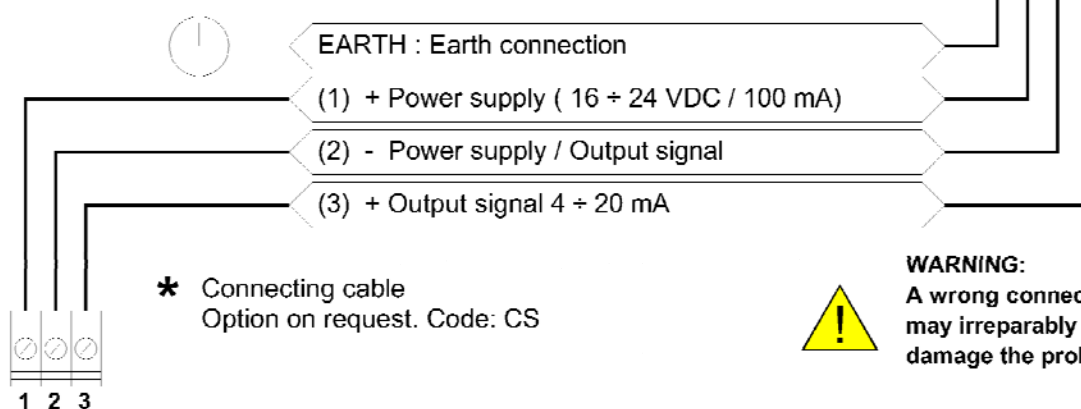 EARTH : Earth connection
(1) + Power supply ( 16 ÷ 24 VDC / 100 mA)
(2) - Power supply / Output signal
(3) + Output signal 4 ÷ 20 mA
* Connecting cable
Option on request. Code: CS
WARNING:
A wrong
may irreparably
damage the
1 2 3